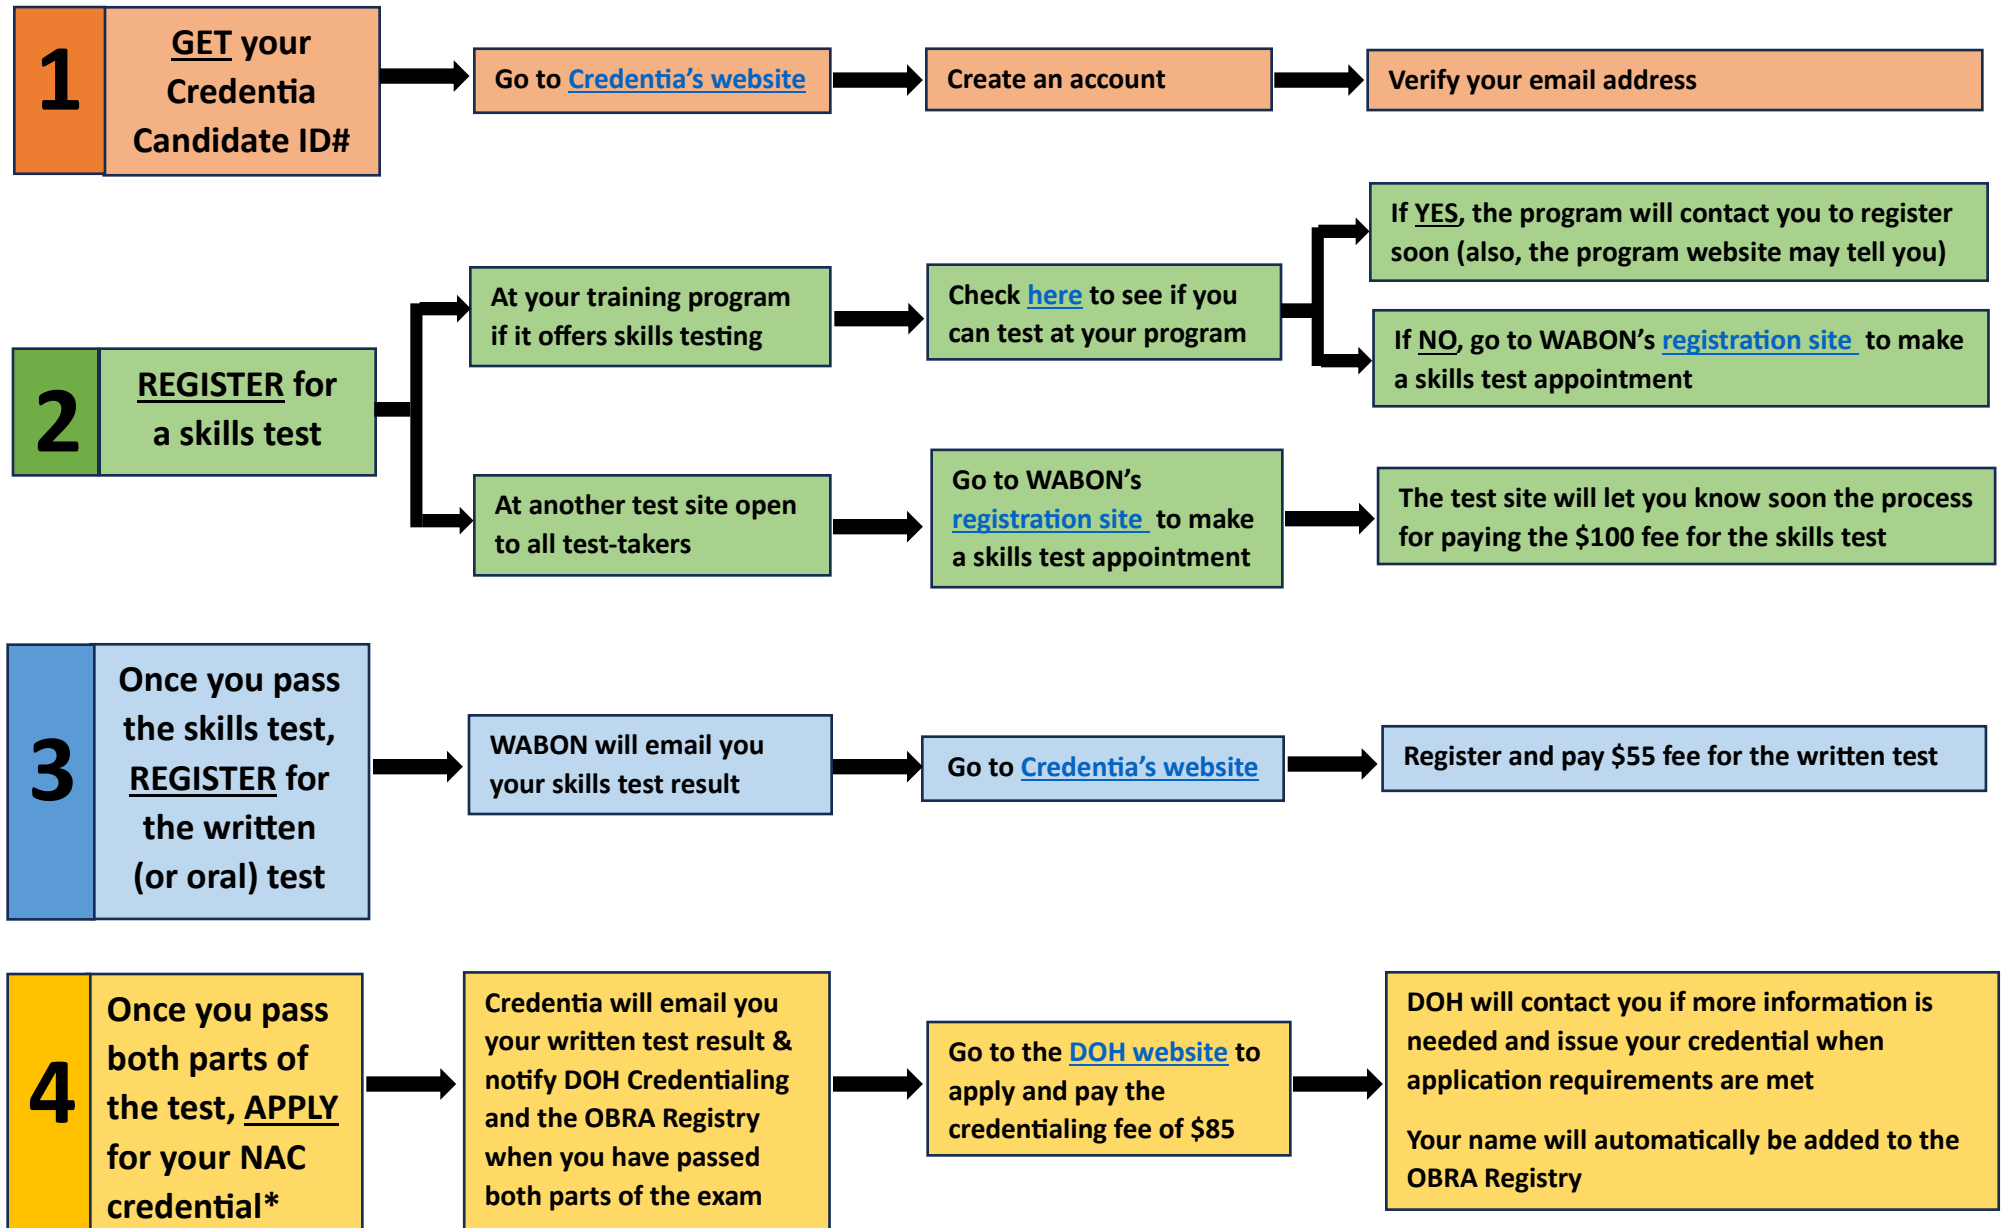 1
GET your
Credentia
Candidate ID#
Go to Credentia's website
Create an account
Verify your email address
2
REGISTER for
a skills test
At your training program
if it offers skills testing
Check here to see if you
can test at your program
If YES, the program will contact you to register
soon (also, the program website may tell you)
If NO, go to WABON's registration site to make
a skills test appointment
At another test site open
to all test-takers
Go to WABON's
registration site to make
a skills test appointment
The test site will let you know soon the process
for paying the $100 fee for the skills test
3
Once you pass
the skills test,
REGISTER for
the written
(or oral) test
WABON will email you
your skills test result
Go to Credentia's website
Register and pay $55 fee for the written test
4
Once you pass
both parts of
the test, APPLY
for your NAC
credential*
Credentia will email you
your written test result &
notify DOH Credentialing
and the OBRA Registry
when you have passed
both parts of the exam
Go to the DOH website to
apply and pay the
credentialing fee of $85
DOH will contact you if more information is
needed and issue your credential when
application requirements are met
Your name will automatically be added to the
OBRA Registry